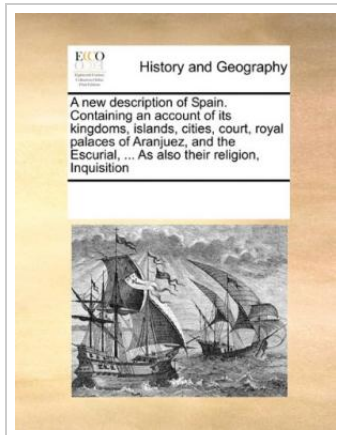 ECCO
History and Geography
A new description of Spain.
Containing an account of its
kingdoms, islands, cities, court, royal
palaces of Aranjuez, and the
Escurial, ... As also their religion,
Inquisition